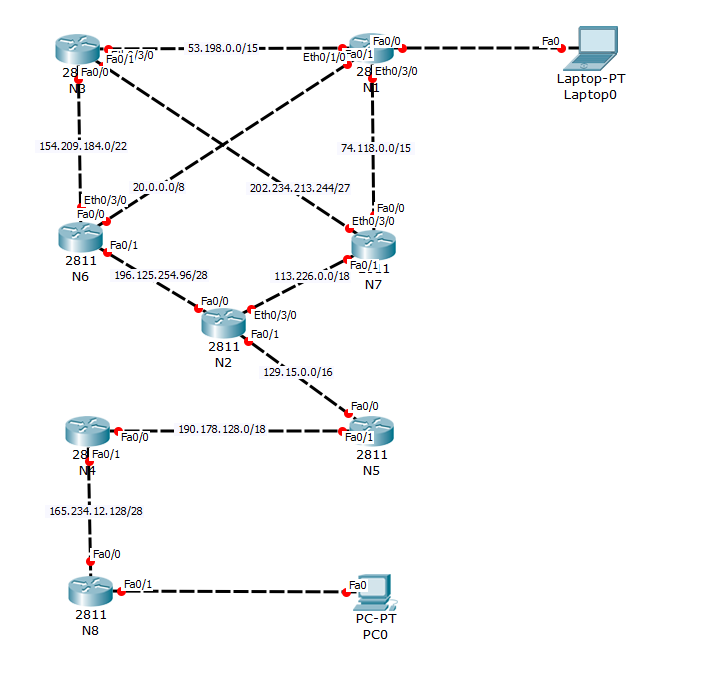 53.198.0.0/15
Fa0/0
Fa0
Fa0/1
Eth0/1/0
Fa0/1
Fa0/0
Eth0/3/0
28
N3
28
N1
Laptop-PT
Laptop0
154.209.184.0/22
74.118.0.0/15
20.0.0.0/8
202.234.213.244/27
Eth0/3/0
Fa0/0
Fa0/0
Eth0/3/0
Fa0/1
Fa0/1
2811
N6
N7
196.125.254.96/28
113.226.0.0/18
Fa0/0
Eth0/3/0
Fa0/1
2811
N2
129.15.0.0/16
Fa0/0
190.178.128.0/18
Fa0/0
Fa0/1
28
N4
Fa0/1
2811
N5
165.234.12.128/28
Fa0/0
Fa0/1
Fa0
2811
N8
PC-PT
PC0